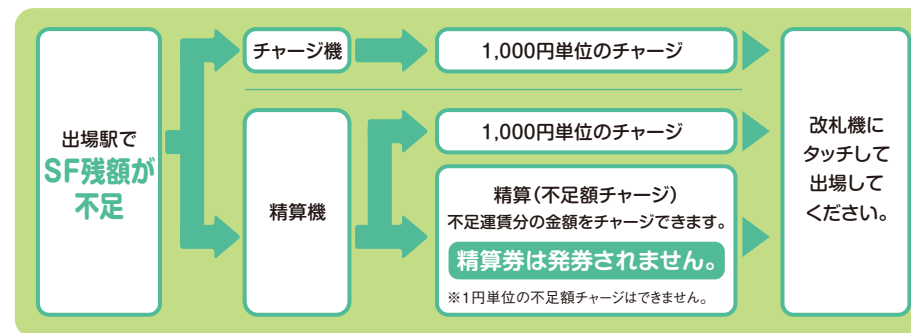 出場駅で
SF残額が
不足
チャージ機
1,000円単位のチャージ
精算機
1,000円単位のチャージ
精算（不足額チャージ）
不足運賃分の金額をチャージできます。
精算券は発券されません。
※1円単位の不足額チャージはできません。
改札機に
タッチして
出場して
ください。